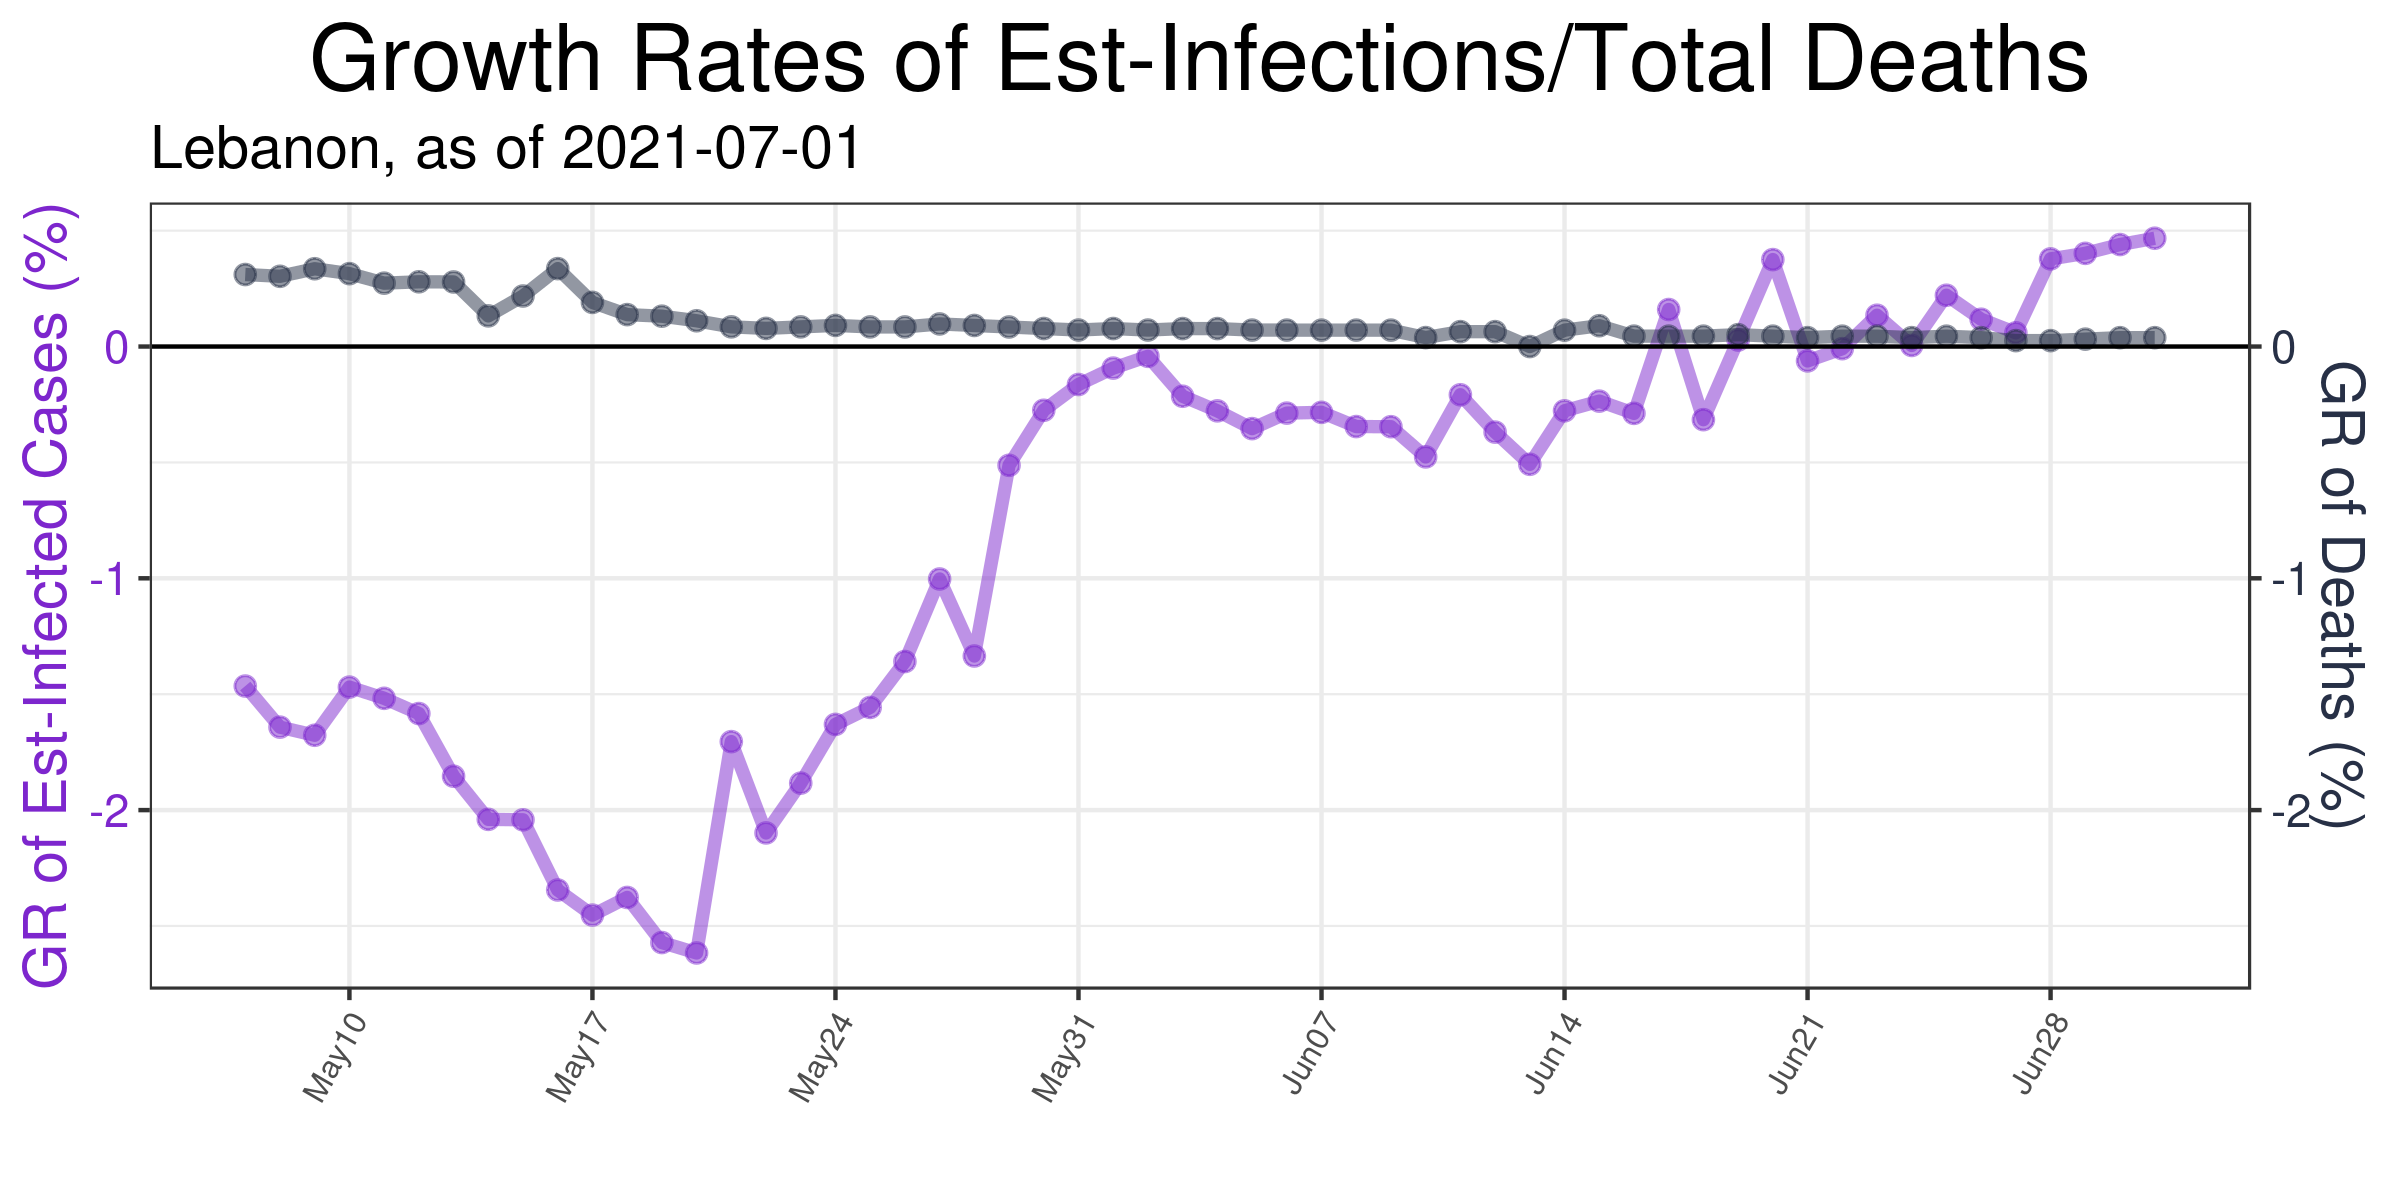 Growth Rates of Est-Infections/Total Deaths
Lebanon, as of 2021-07-01
GR of Est-Infected Cases (%)
0
-1
-2
0
-1
-2
GR of Deaths (%)
May10
May17
May24
May31
Jun07
Jun14
Jun21
Jun28